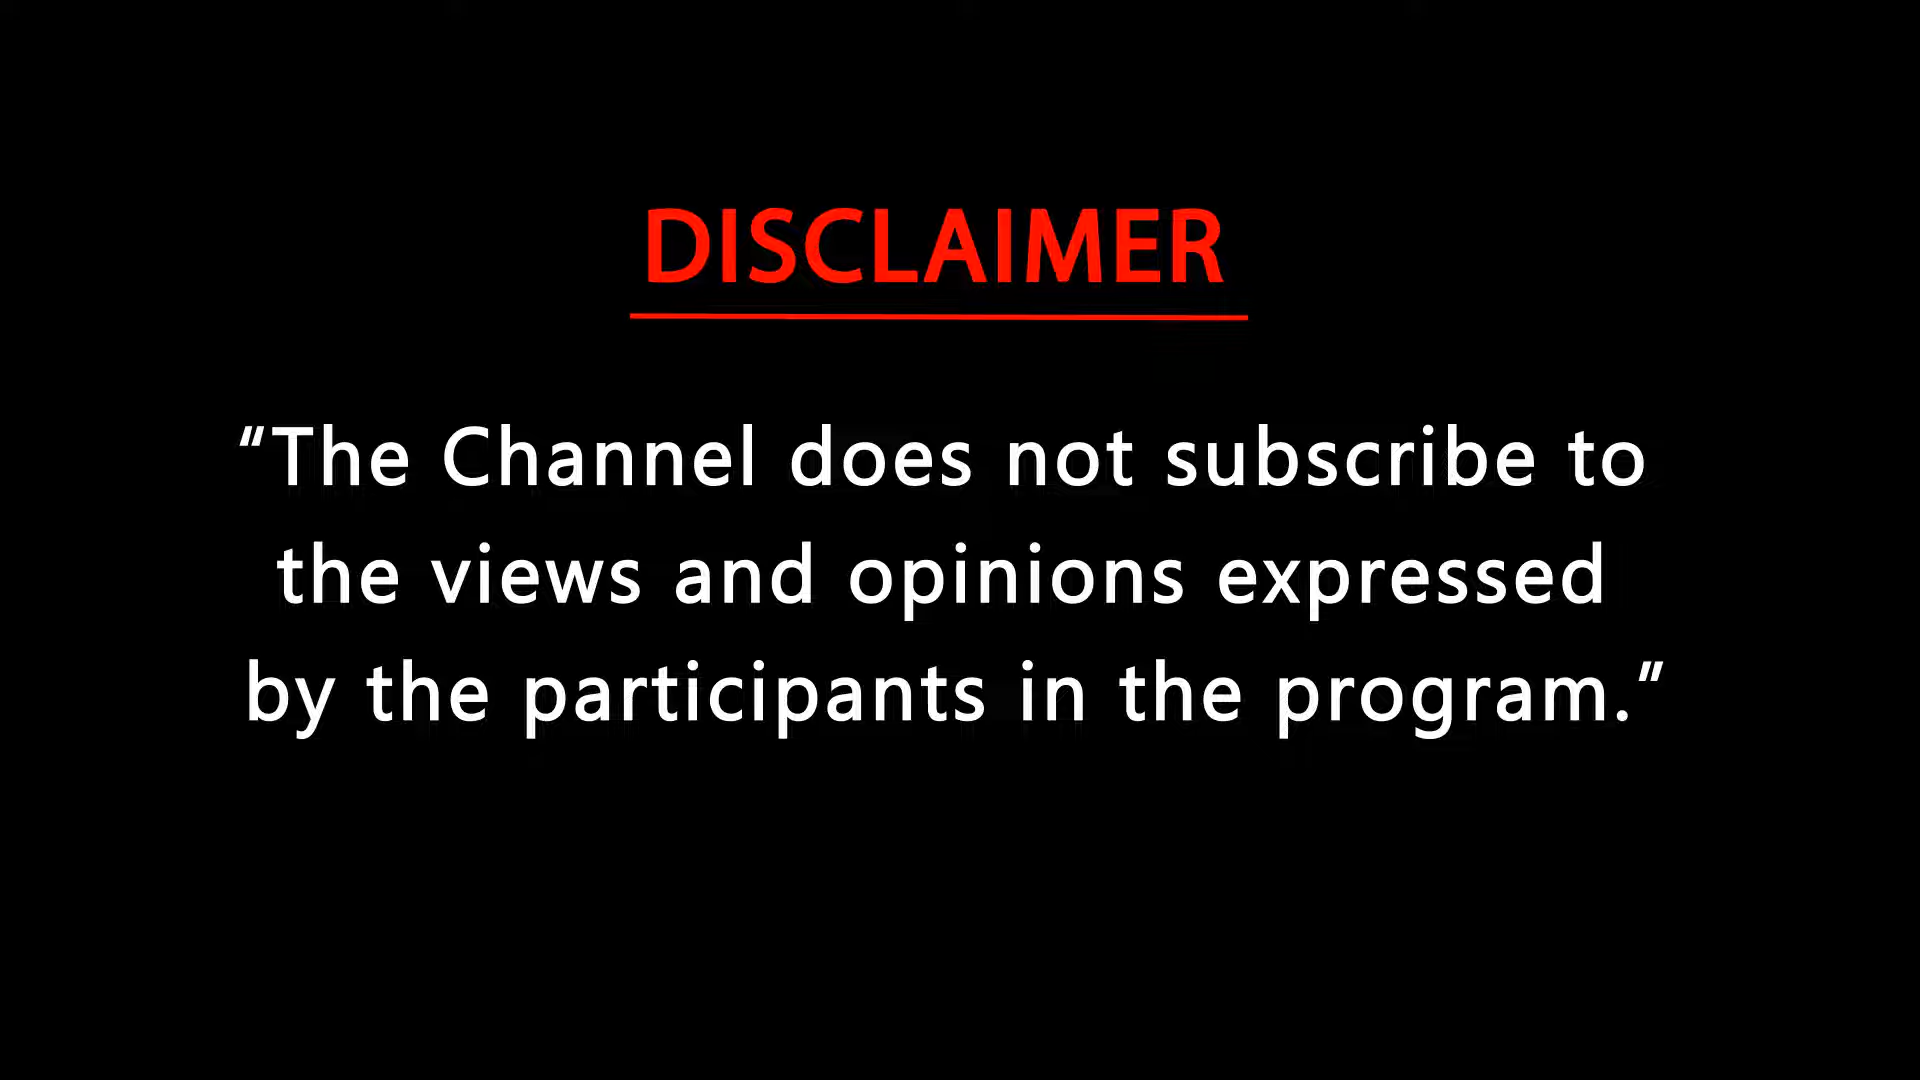 DISCLAIMER
“The Channel does not subscribe to
the views and opinions expressed
by the participants in the program.”